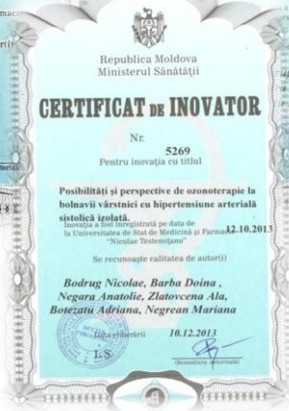 Republica Moldova
Ministerul Sănătăţii
CERTIFICAT DE INOVATOR
Nr.
5269
Pentru inovaţia cu titlul
Posibilităţi şi perspective de ozonoterapie la
bolnavii vârstnici cu hipertensiune arterială
sistolică izolată.
Inovaţia a fost înregistrată pe data de
12.10.2013
la Universitatea de Stat de Medicină şi Farmacie
"Nicolae Testemiţanu"
Se recunoaşte calitatea de autor(i)
Bodrug Nicolae, Barba Doina ,
Negara Anatolie, Zlatovcena Ala,
Botezatu Adriana, Negrean Mariana
Data eliberării 10.12.2013
L.S.